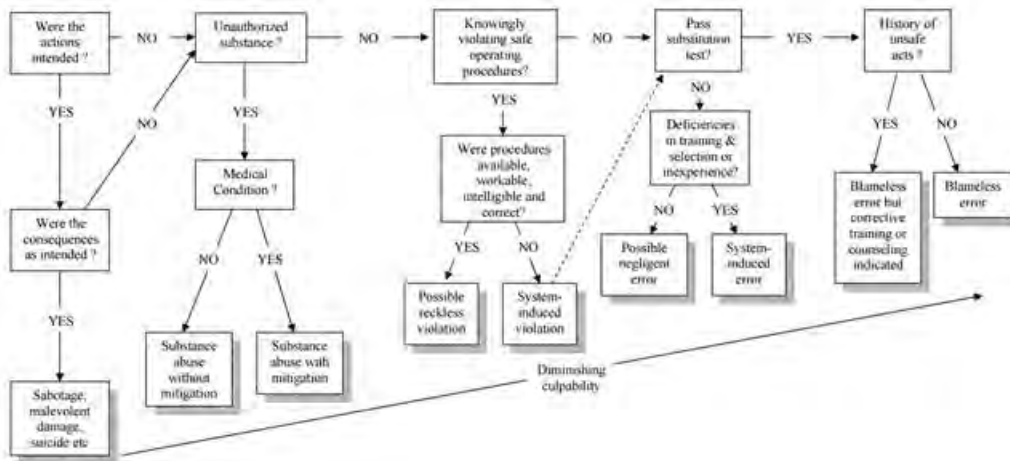 Were the
actions
intended ?
NO
Unauthorized
substance ?
NO
Knowingly
violating safe
operating
procedures?
NO
Pass
substitution
test?
YES
History of
unsafe
acts ?
YES
NO
YES
YES
NO
YES
NO
Were the
consequences
as intended ?
Medical
Condition ?
Were procedures
available,
workable,
intelligible and
correct?
Deficiencies
in training &
selection or
inexperience?
Blameless
error but
corrective
training or
counseling
indicated
Blameless
error
NO
YES
YES
NO
NO
YES
YES
Sabotage,
malevolent
damage,
suicide etc
Substance
abuse
without
mitigation
Substance
abuse with
mitigation
Possible
reckless
violation
System-
induced
violation
Possible
negligent
error
System-
induced
error
Diminishing
culpability